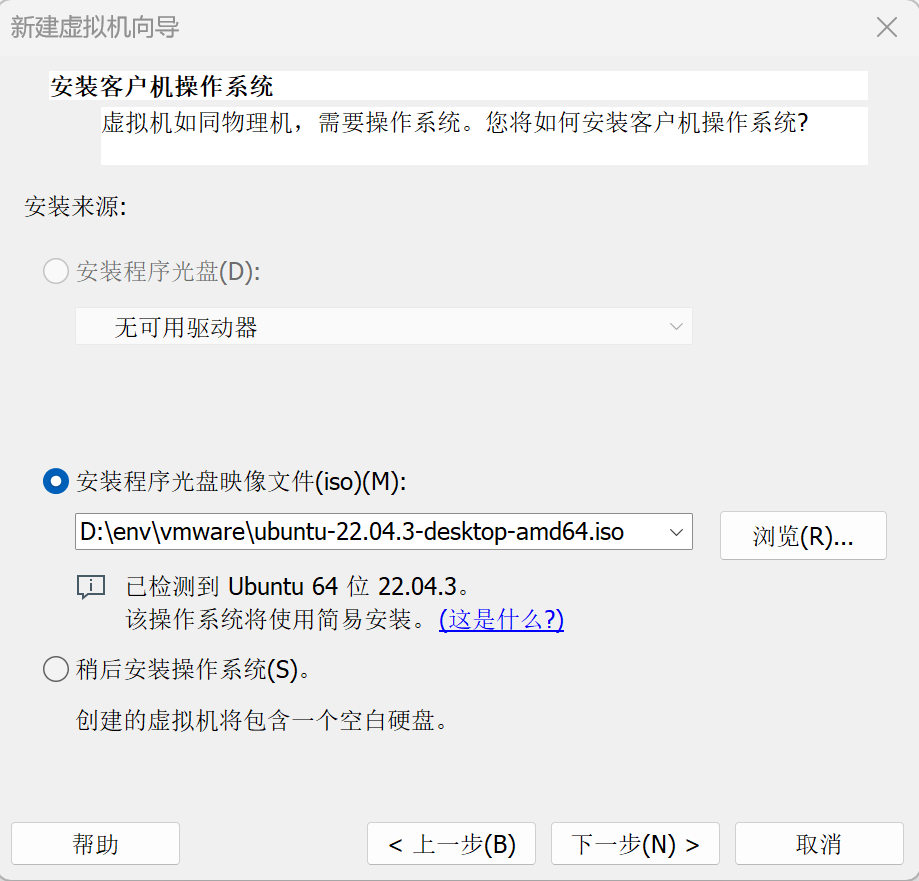 新建虚拟机向导
安装客户机操作系统
虚拟机如同物理机，需要操作系统。您将如何安装客户机操作系统?
安装来源:
安装程序光盘(D):
无可用驱动器
安装程序光盘映像文件(iso)(M):
D:\env\vmware\ubuntu-22.04.3-desktop-amd64.iso
浏览(R)...
已检测到 Ubuntu 64 位 22.04.3。
该操作系统将使用简易安装。(这是什么?)
稍后安装操作系统(S)。
创建的虚拟机将包含一个空白硬盘。
帮助
< 上一步(B)
下一步(N) >
取消